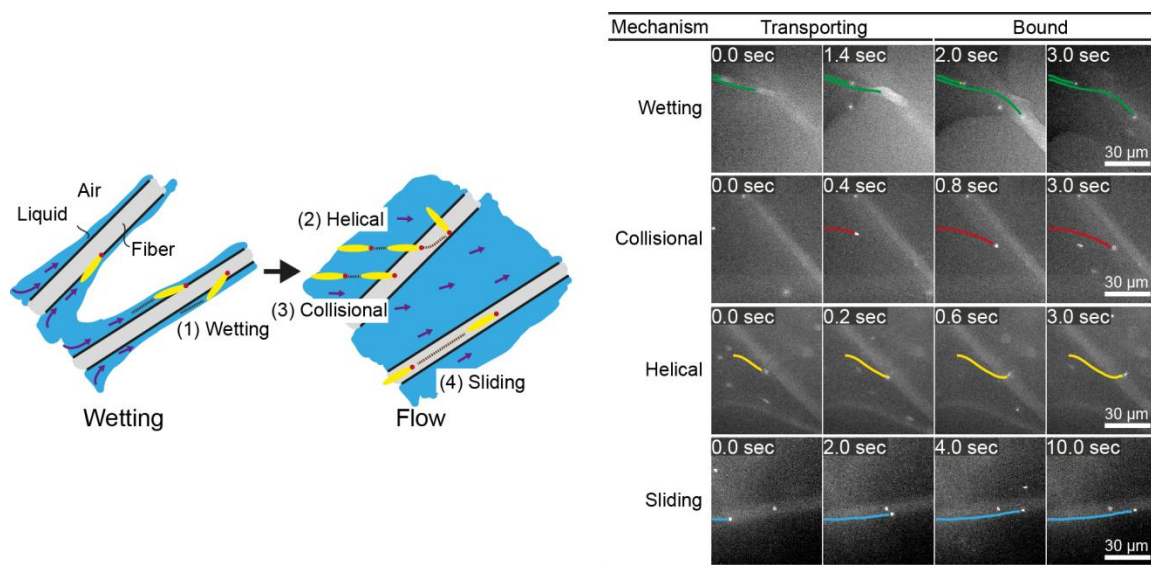 Air
Liquid
Fiber
(1) Wetting
Wetting
(2) Helical
(3) Collisional
(4) Sliding
Flow
Mechanism Transporting Bound
0.0 sec 1.4 sec 2.0 sec 3.0 sec
Wetting
30 µm
0.0 sec 0.4 sec 0.8 sec 3.0 sec
Collisional
30 µm
0.0 sec 0.2 sec 0.6 sec 3.0 sec
Helical
30 µm
0.0 sec 2.0 sec 4.0 sec 10.0 sec
Sliding
30 µm